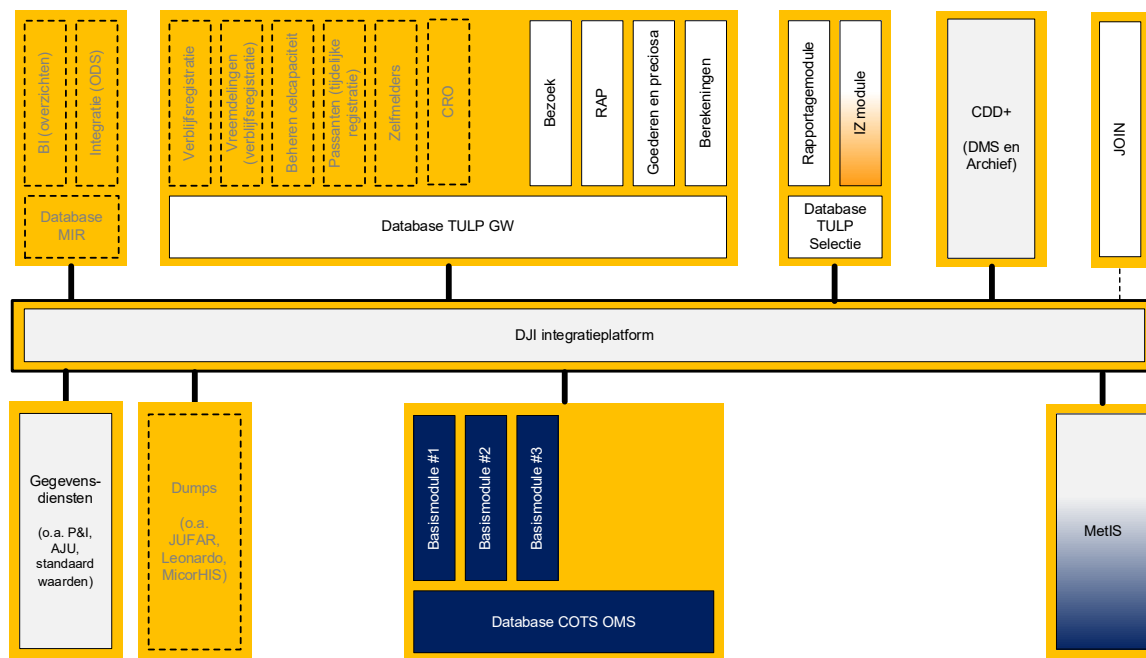 BI (overzichten)
Integratie (ODS)
Database
MIR
Verblijfsregistratie
Vreemdelingen
(verblijfsregistratie)
Beheren celcapaciteit
Passanten (tijdelijke
registratie)
Zelfmelders
CRO
Bezoek
RAP
Goederen en preciosa
Berekeningen
Database TULP GW
Rapportagemodule
IZ module
Database
TULP
Selectie
CDD+
(DMS en
Archief)
JOIN
DJI integratieplatform
Gegevens-
diensten
(o.a. P&I,
AJU,
standaard
waarden)
Dumps
(o.a.
JUFAR,
Leonardo,
MicorHIS)
Basismodule #1
Basismodule #2
Basismodule #3
Database COTS OMS
MetIS